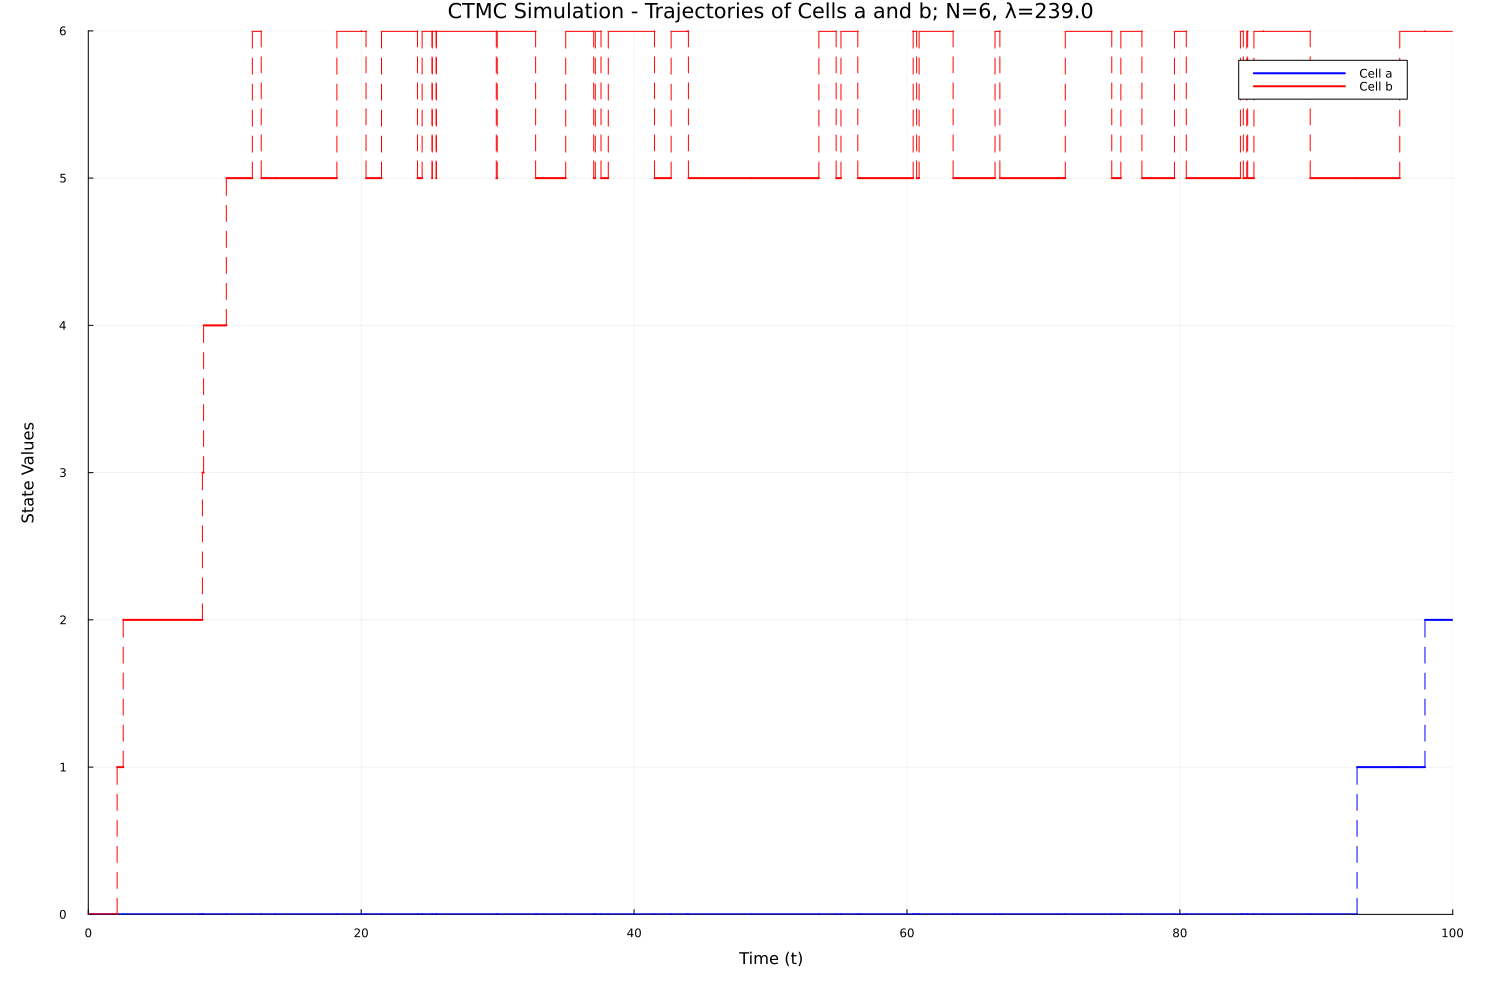 CTMC Simulation - Trajectories of Cells a and b; N=6, λ=239.0
6
Cell a
Cell b
5
4
3
2
1
0
State Values
0 20 40 60 80 100
Time (t)